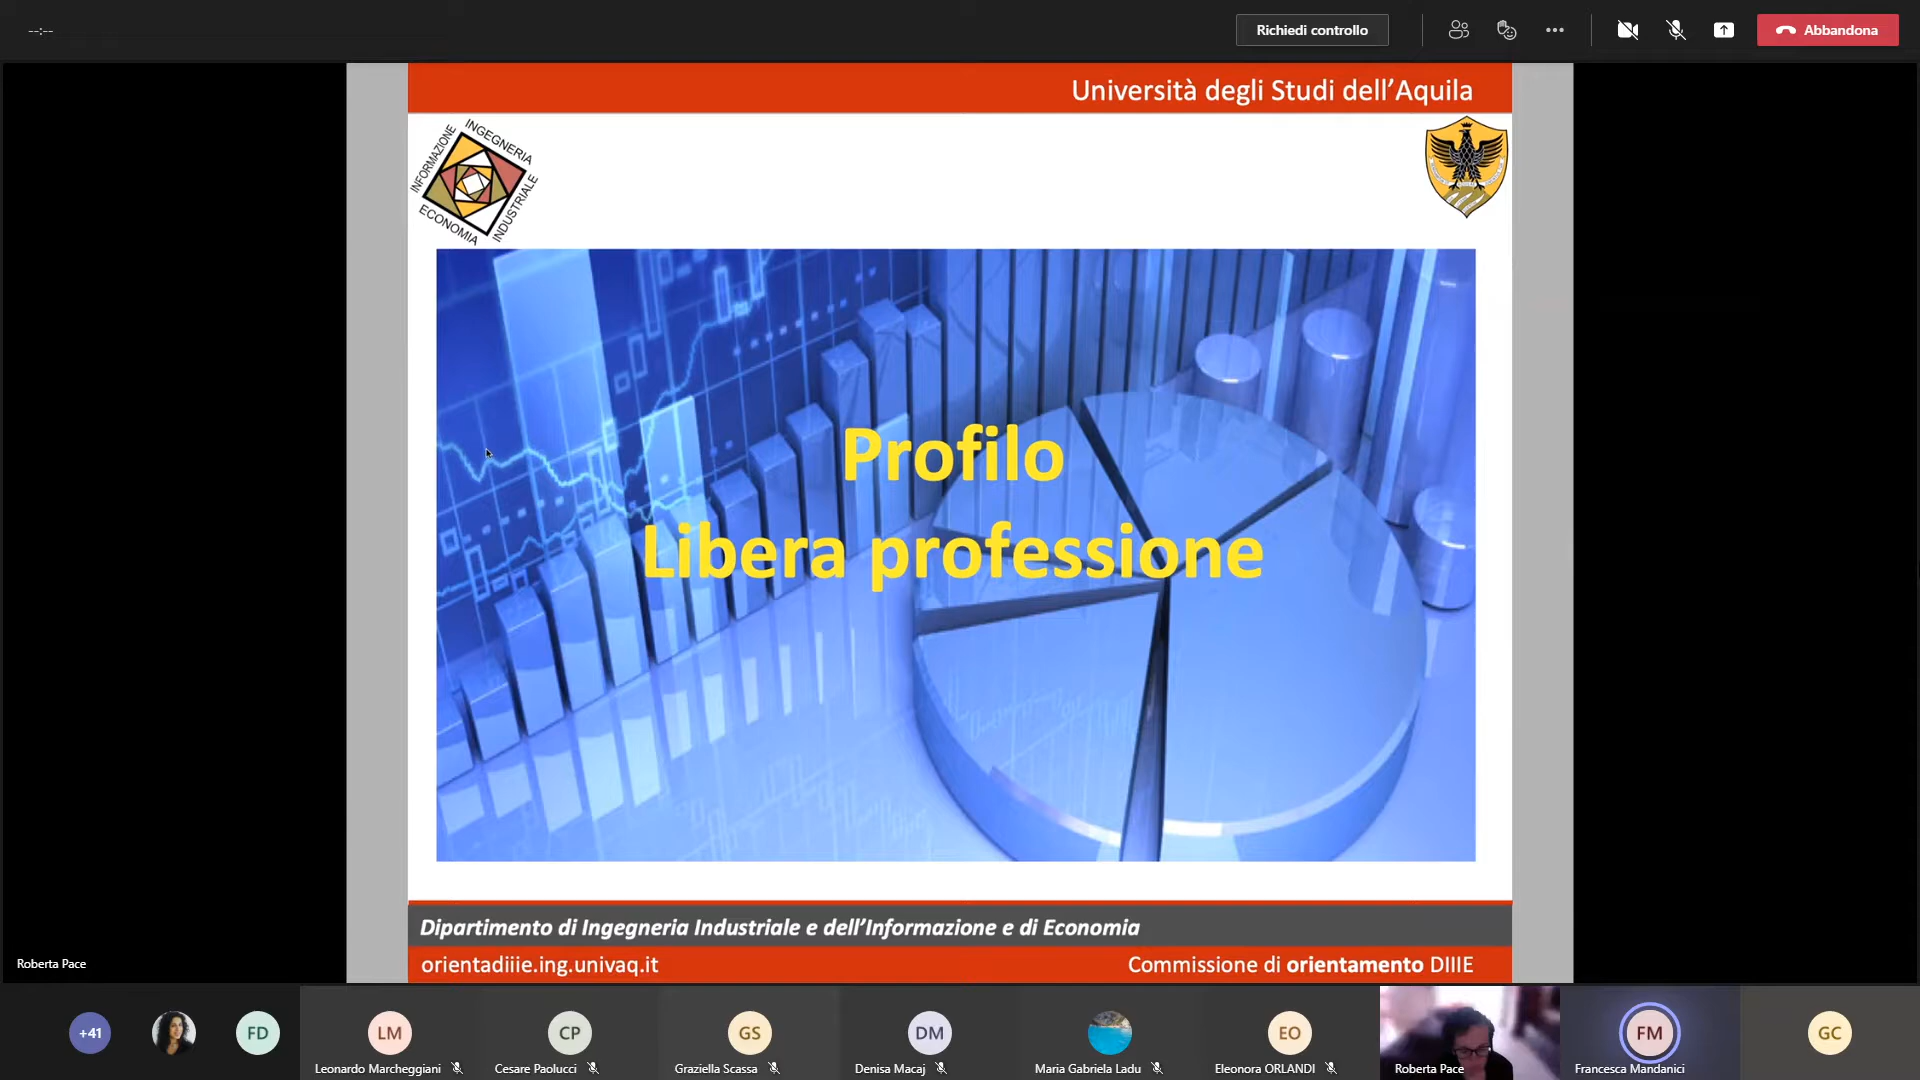 --:--
Richiedi controllo
Abbandona
Università degli Studi dell'Aquila
INFORMAZIONE
INGEGNERIA
INDUSTRIALE
ECONOMIA
Profilo
Libera professione
Dipartimento di Ingegneria Industriale e dell'Informazione e di Economia
orientadiiie.ing.univaq.it
Commissione di orientamento DIIIE
Roberta Pace
+41
FD
LM
CP
GS
DM
EO
FM
GC
Leonardo Marcheggiani
Cesare Paolucci
Graziella Scassa
Denisa Macaj
Maria Gabriela Ladu
Eleonora ORLANDI
Roberta Pace
Francesca Mandanici